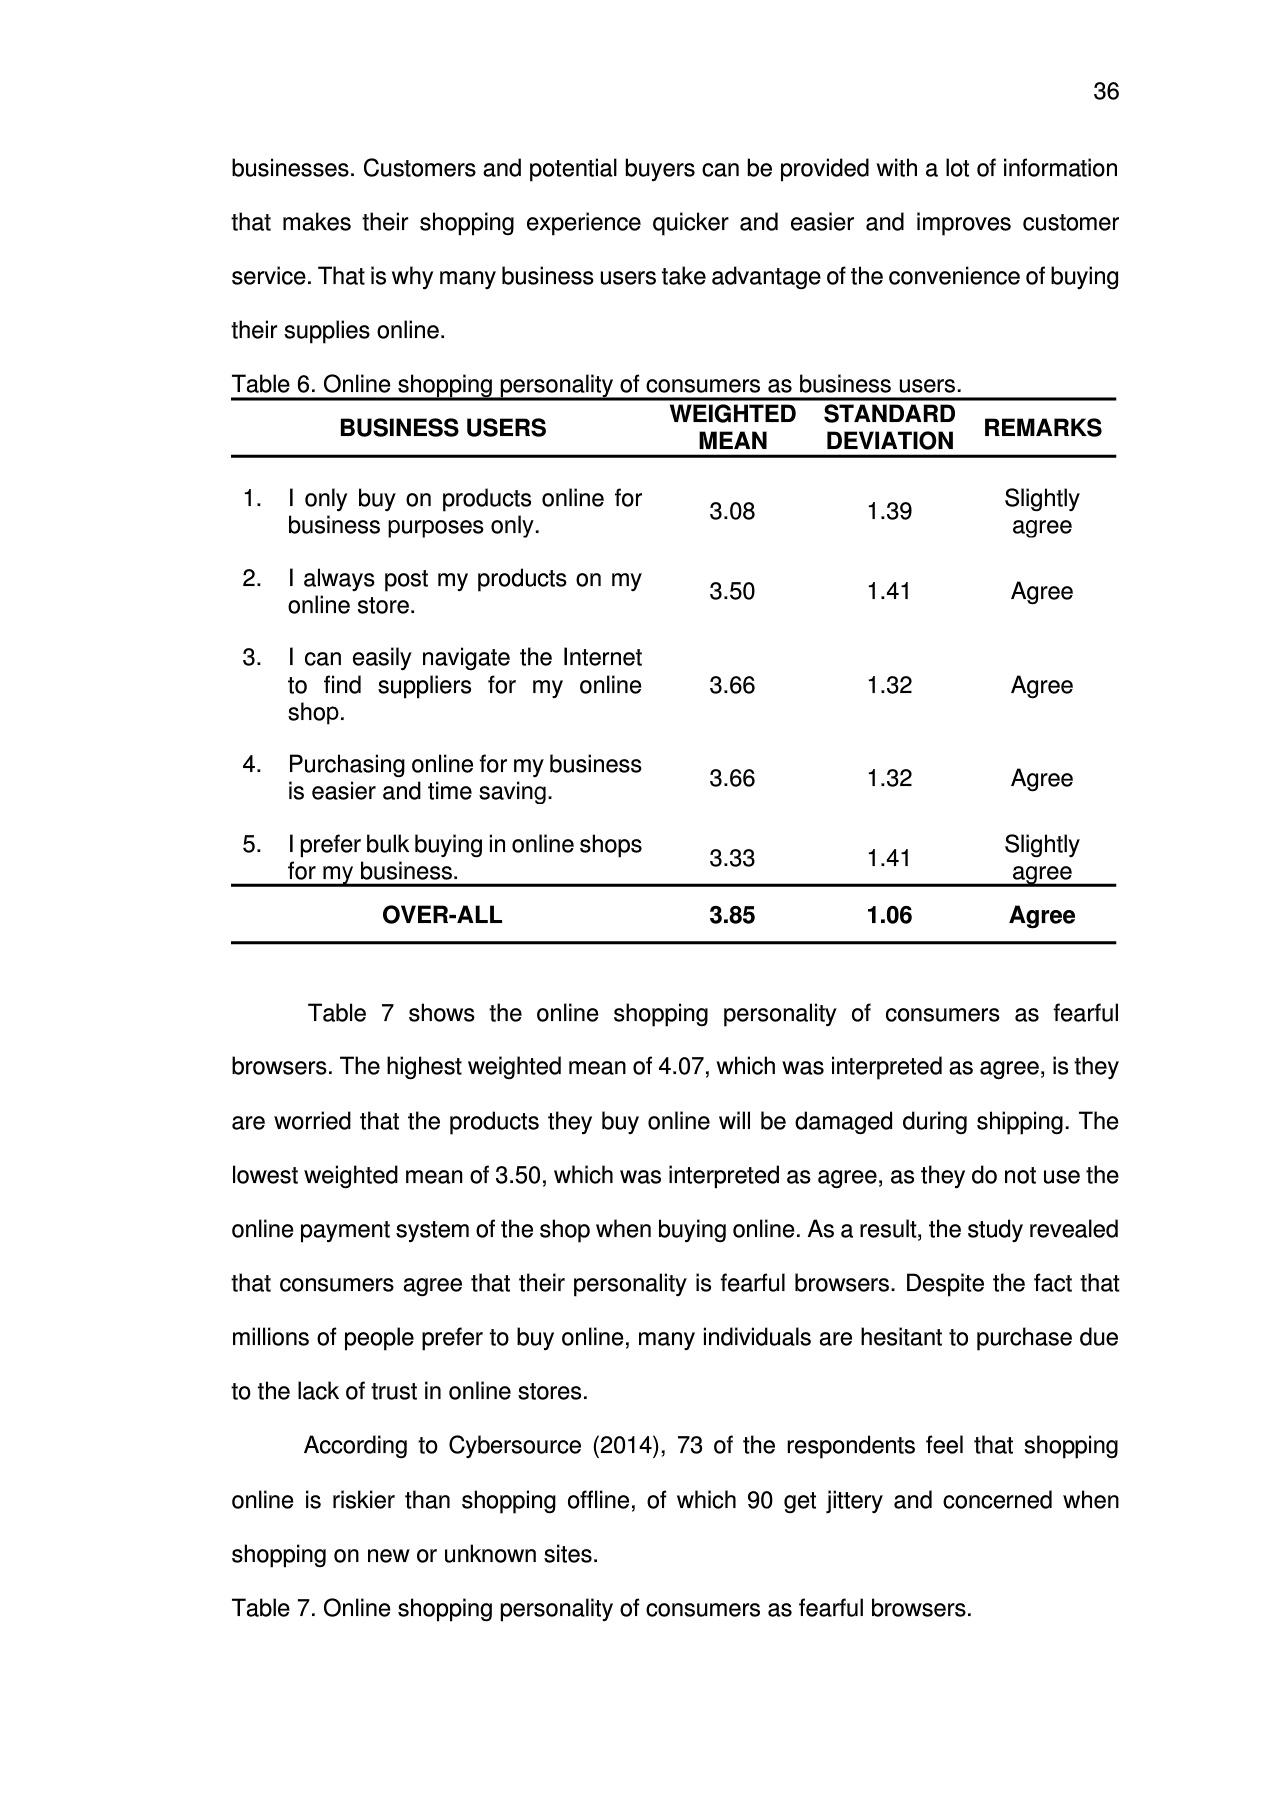 36
businesses. Customers and potential buyers can be provided with a lot of information
that makes their shopping experience quicker and easier and improves customer
service. That is why many business users take advantage of the convenience of buying
their supplies online.
Table 6. Online shopping personality of consumers as business users.
BUSINESS USERS WEIGHTED MEAN STANDARD DEVIATION REMARKS
1. I only buy on products online for
business purposes only. 3.08 1.39 Slightly agree
2. I always post my products on my
online store. 3.50 1.41 Agree
3. I can easily navigate the Internet
to find suppliers for my online
shop. 3.66 1.32 Agree
4. Purchasing online for my business
is easier and time saving. 3.66 1.32 Agree
5. I prefer bulk buying in online shops
for my business. 3.33 1.41 Slightly agree
OVER-ALL 3.85 1.06 Agree
Table 7 shows the online shopping personality of consumers as fearful
browsers. The highest weighted mean of 4.07, which was interpreted as agree, is they
are worried that the products they buy online will be damaged during shipping. The
lowest weighted mean of 3.50, which was interpreted as agree, as they do not use the
online payment system of the shop when buying online. As a result, the study revealed
that consumers agree that their personality is fearful browsers. Despite the fact that
millions of people prefer to buy online, many individuals are hesitant to purchase due
to the lack of trust in online stores.
According to Cybersource (2014), 73 of the respondents feel that shopping
online is riskier than shopping offline, of which 90 get jittery and concerned when
shopping on new or unknown sites.
Table 7. Online shopping personality of consumers as fearful browsers.